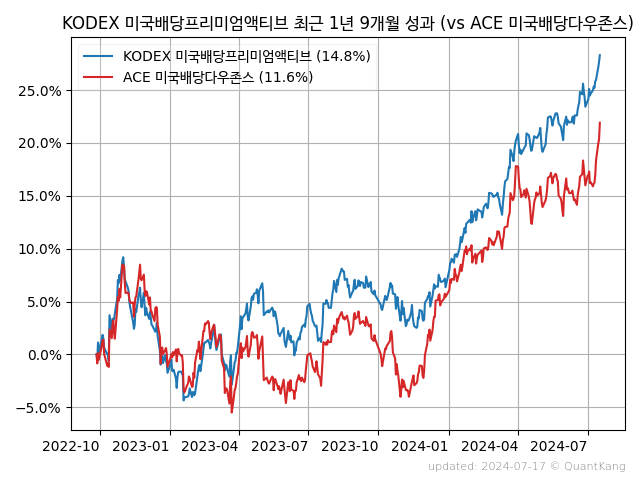 KODEX 미국배당프리미엄액티브 최근 1년 9개월 성과 (vs ACE 미국배당다우존스)
KODEX 미국배당프리미엄액티브 (14.8%)
ACE 미국배당다우존스 (11.6%)
25.0%
20.0%
15.0%
10.0%
5.0%
0.0%
−5.0%
2022-10 2023-01 2023-04 2023-07 2023-10 2024-01 2024-04 2024-07
updated: 2024-07-17 © QuantKang